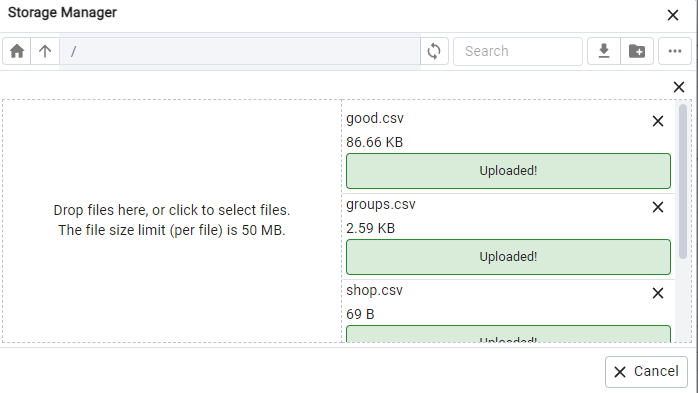 Storage Manager
/
Search
good.csv
86.66 KB
Uploaded!
Drop files here, or click to select files.
The file size limit (per file) is 50 MB.
groups.csv
2.59 KB
Uploaded!
shop.csv
69 B
Uploaded!
Cancel